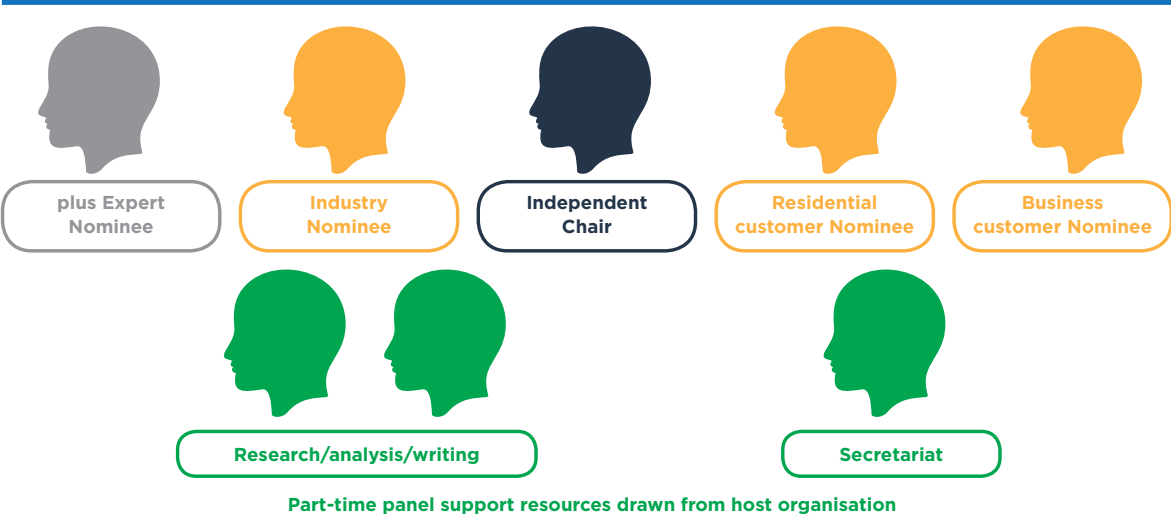 plus Expert
Nominee
Industry
Nominee
Independent
Chair
Residential
customer Nominee
Business
customer Nominee
Research/analysis/writing
Secretariat
Part-time panel support resources drawn from host organisation